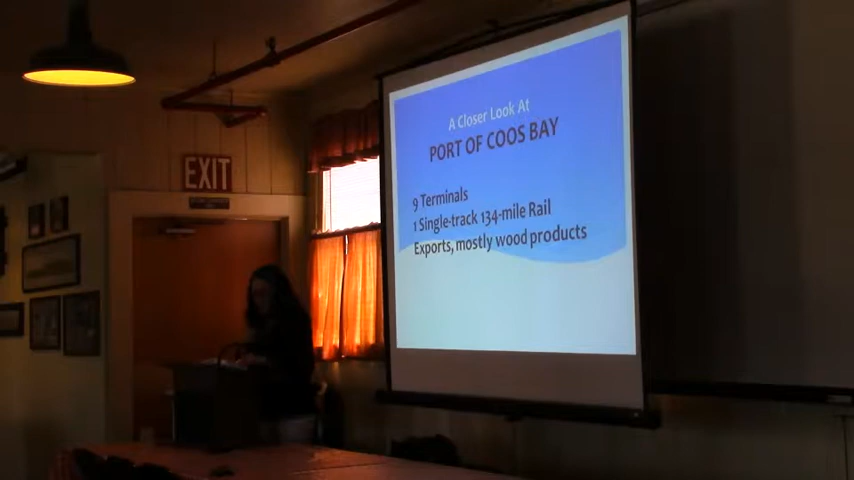 EXIT
A Closer Look At
PORT OF COOS BAY
9 Terminals
1 Single-track 134-mile Rail
Exports, mostly wood products